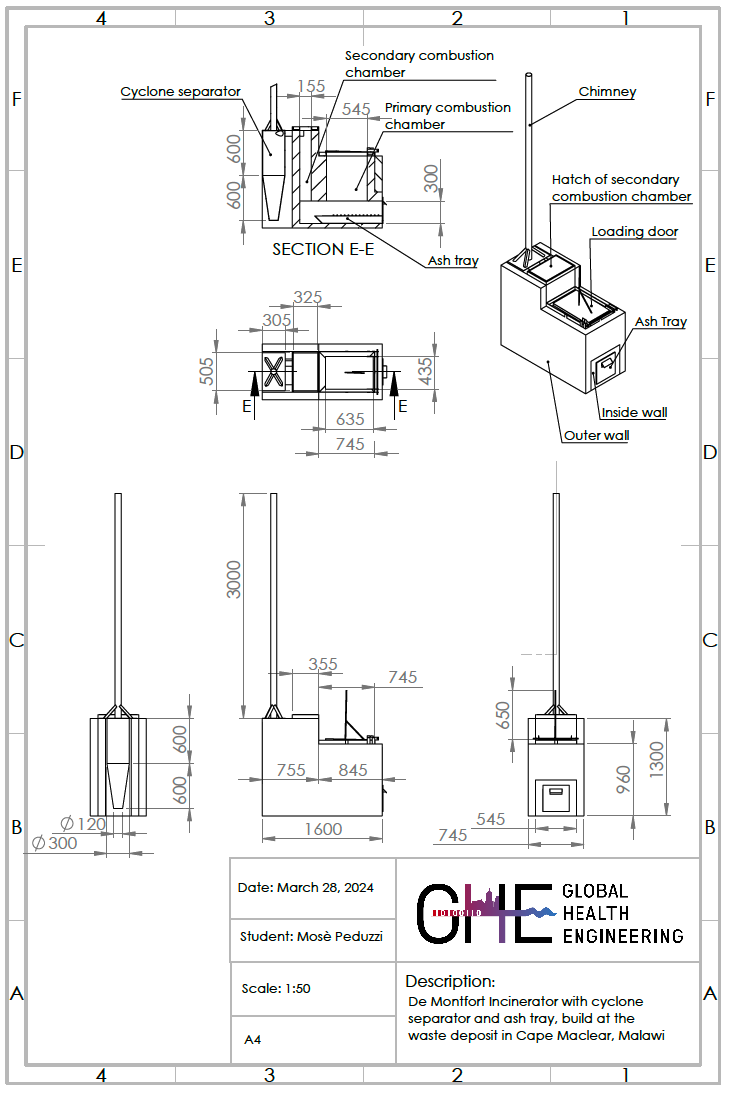 4 3 2 1
F
E
D
C
B
A
F
E
D
C
B
A
Secondary combustion
chamber
Cyclone separator
155
Primary combustion
chamber
545
600
600
300
SECTION E-E
Ash tray
Chimney
Hatch of secondary
combustion chamber
Loading door
Ash Tray
Inside wall
Outer wall
325
305
505
435
E
E
635
745
3000
355
745
650
600
600
755
845
1600
960
1300
∅120
∅300
545
745
Date: March 28, 2024
Student: Mosè Peduzzi
Scale: 1:50
A4
GHE
GLOBAL
HEALTH
ENGINEERING
Description:
De Montfort Incinerator with cyclone
separator and ash tray, build at the
waste deposit in Cape Maclear, Malawi
4 3 2 1